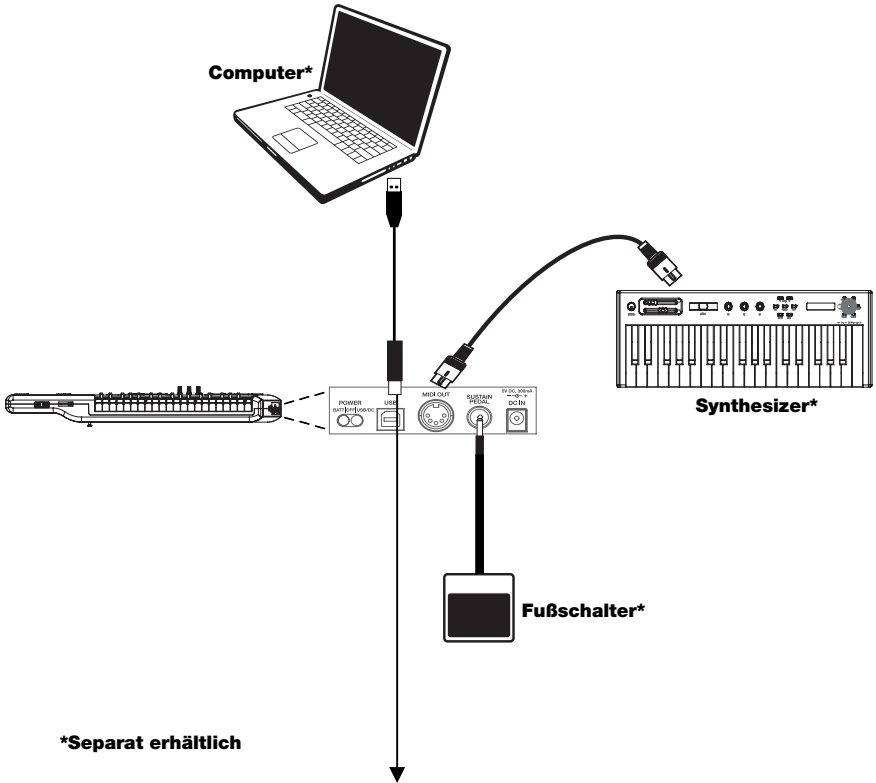 Computer*
POWER
BATT OFF USB/DC
USB
MIDI OUT
SUSTAIN
PEDAL
5V DC, 300mA
DC IN
Synthesizer*
Fußschalter*
*Separat erhältlich